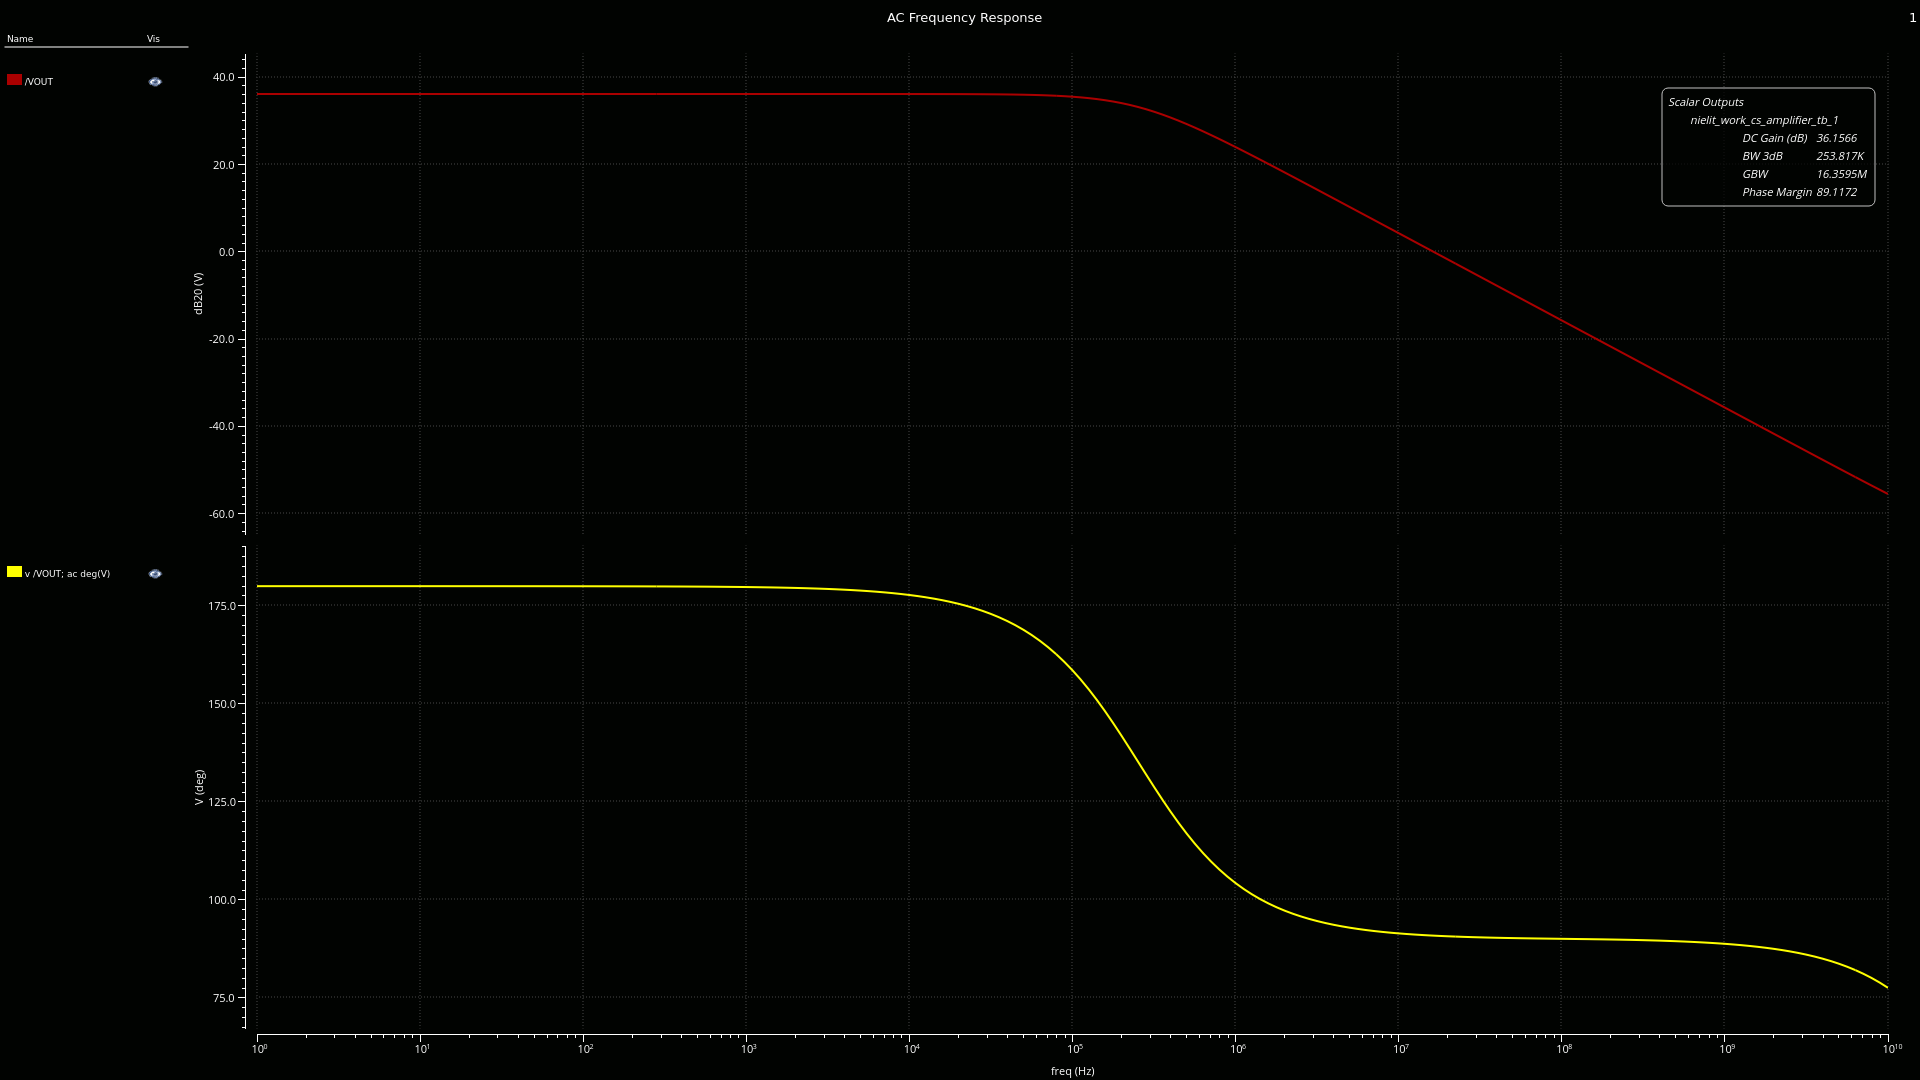 AC Frequency Response
1
Name Vis
/VOUT
40.0
20.0
0.0
-20.0
-40.0
-60.0
dB20 (V)
Scalar Outputs
nielit_work_cs_amplifier_tb_1
DC Gain (dB) 36.1566
BW 3dB 253.817K
GBW 16.3595M
Phase Margin 89.1172
v /VOUT; ac deg(V)
175.0
150.0
125.0
100.0
75.0
V (deg)
10⁰ 10¹ 10² 10³ 10⁴ 10⁵ 10⁶ 10⁷ 10⁸ 10⁹ 10¹⁰
freq (Hz)